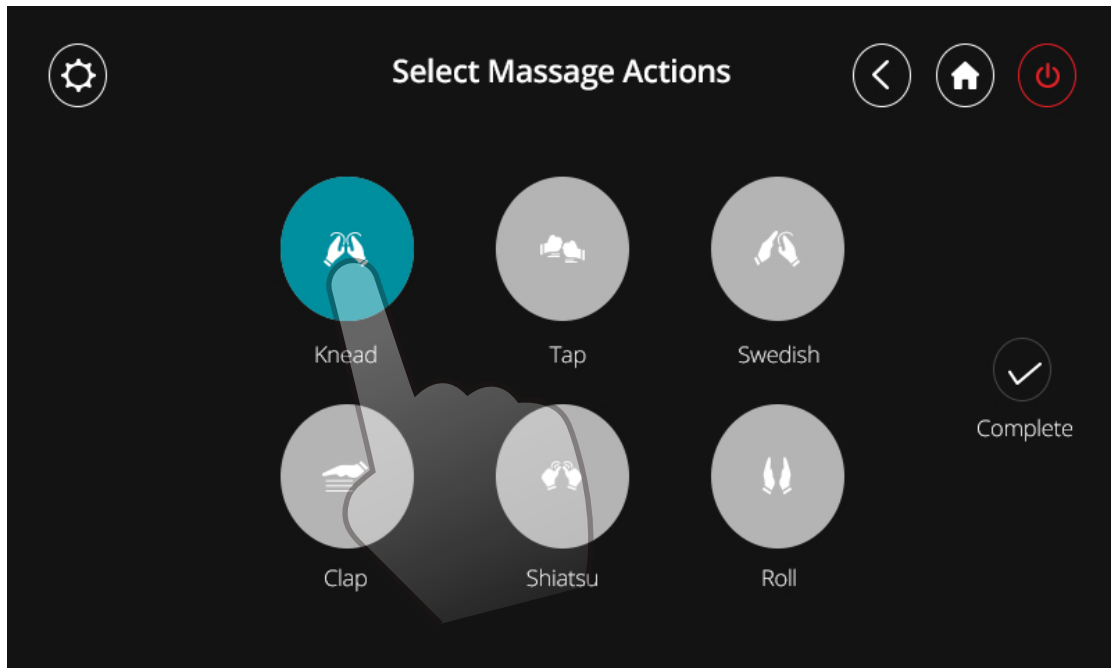 Select Massage Actions
Knead
Tap
Swedish
Complete
Clap
Shiatsu
Roll